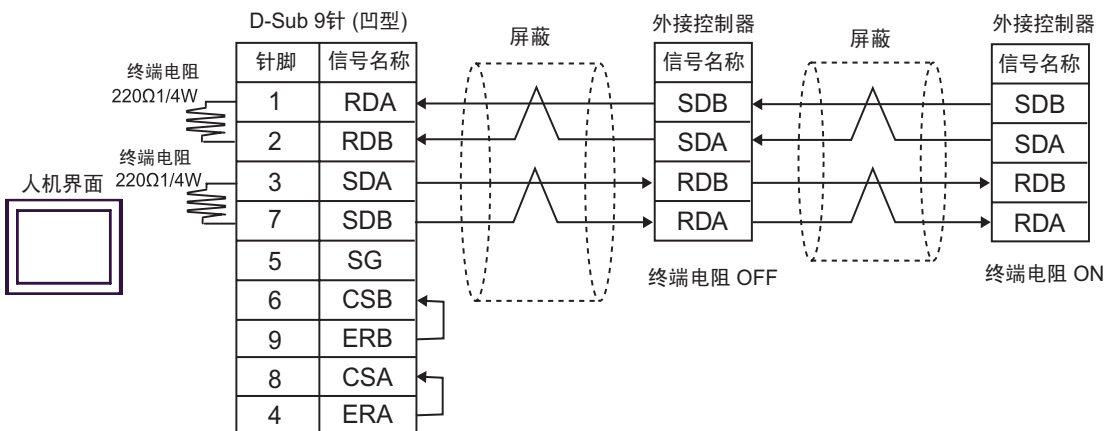 D-Sub 9针 (凹型)
屏蔽
外接控制器
屏蔽
外接控制器
针脚 信号名称
信号名称
信号名称
终端电阻
220Ω1/4W
1 RDA
SDB
SDB
2 RDB
SDA
SDA
终端电阻
220Ω1/4W
人机界面
3 SDA
RDB
RDB
7 SDB
RDA
RDA
5 SG
终端电阻 OFF
终端电阻 ON
6 CSB
9 ERB
8 CSA
4 ERA